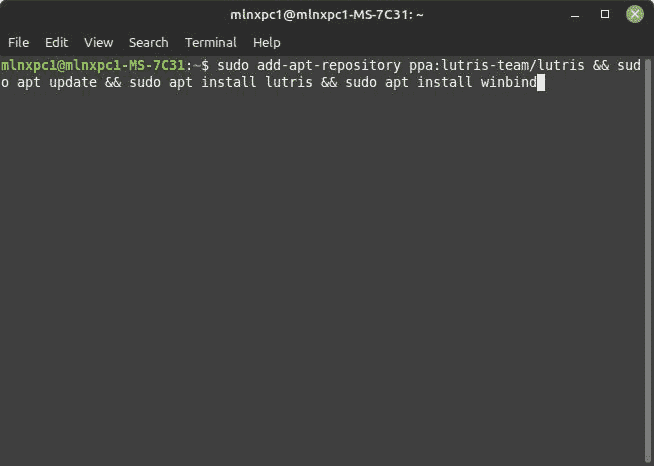 mlnxpc1@mlnxpc1-MS-7C31: ~
File Edit View Search Terminal Help
mlnxpc1@mlnxpc1-MS-7C31:~$ sudo add-apt-repository ppa:lutris-team/lutris && sud
o apt update && sudo apt install lutris && sudo apt install winbind